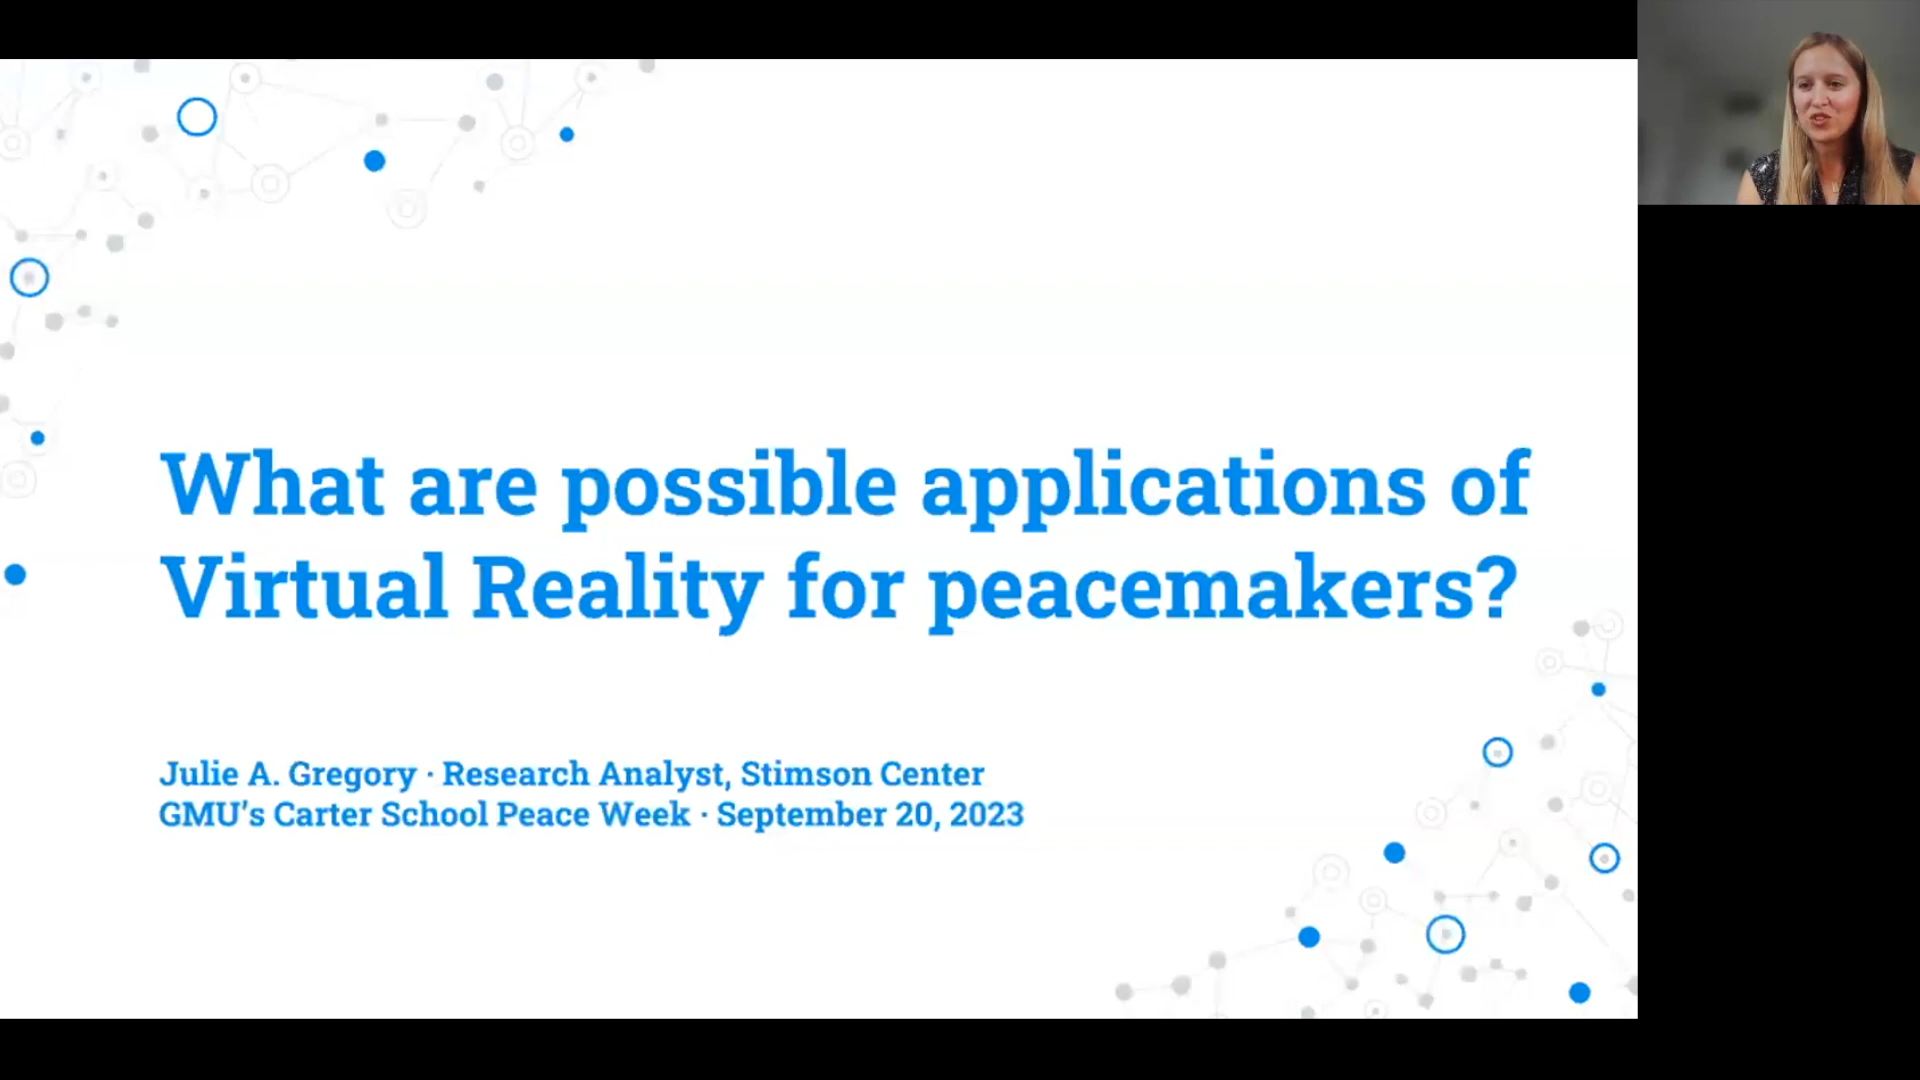 What are possible applications of
Virtual Reality for peacemakers?
Julie A. Gregory · Research Analyst, Stimson Center
GMU’s Carter School Peace Week · September 20, 2023